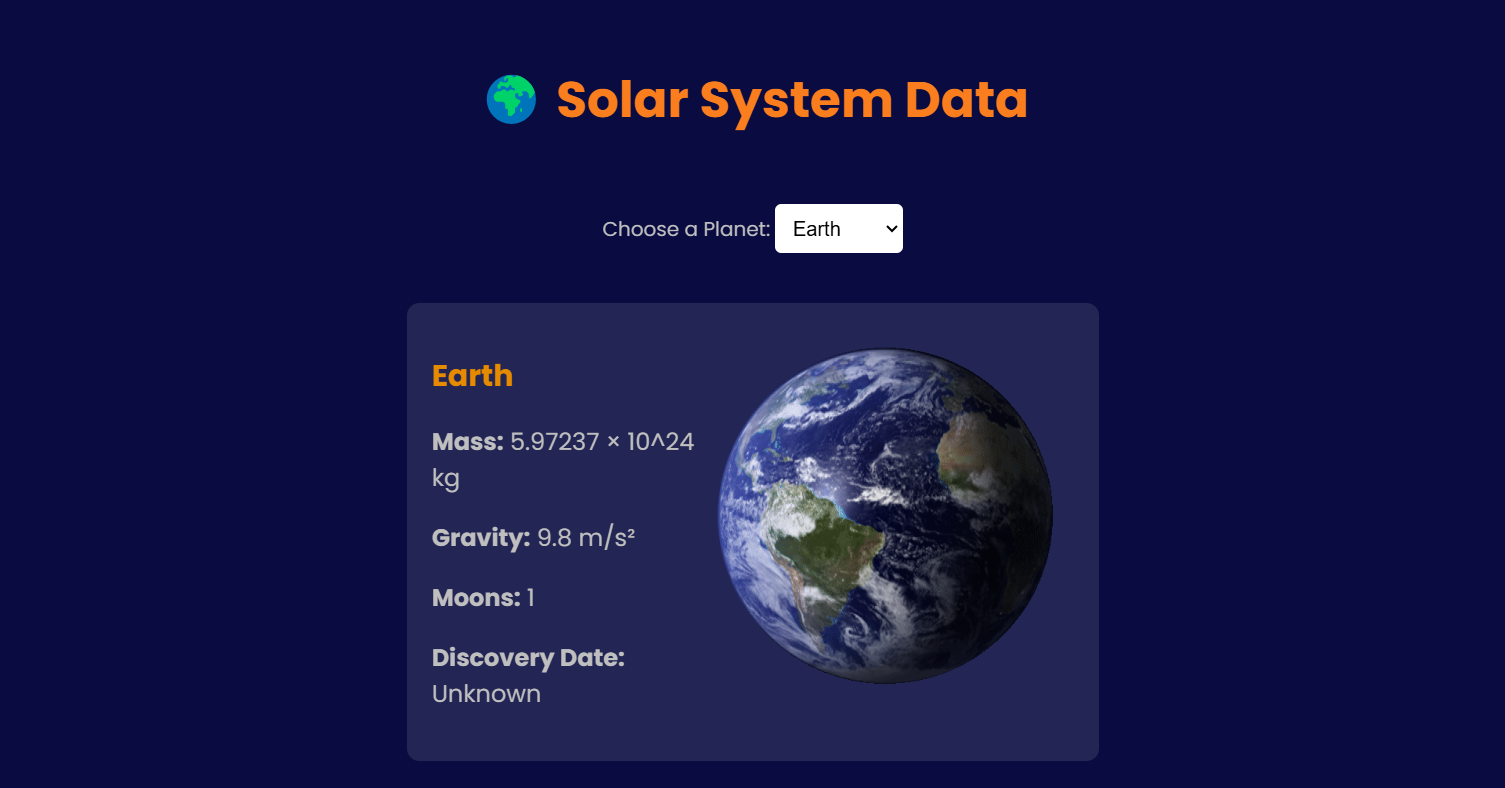 Solar System Data
Choose a Planet: Earth
Earth
Mass: 5.97237 × 10^24
kg
Gravity: 9.8 m/s²
Moons: 1
Discovery Date:
Unknown